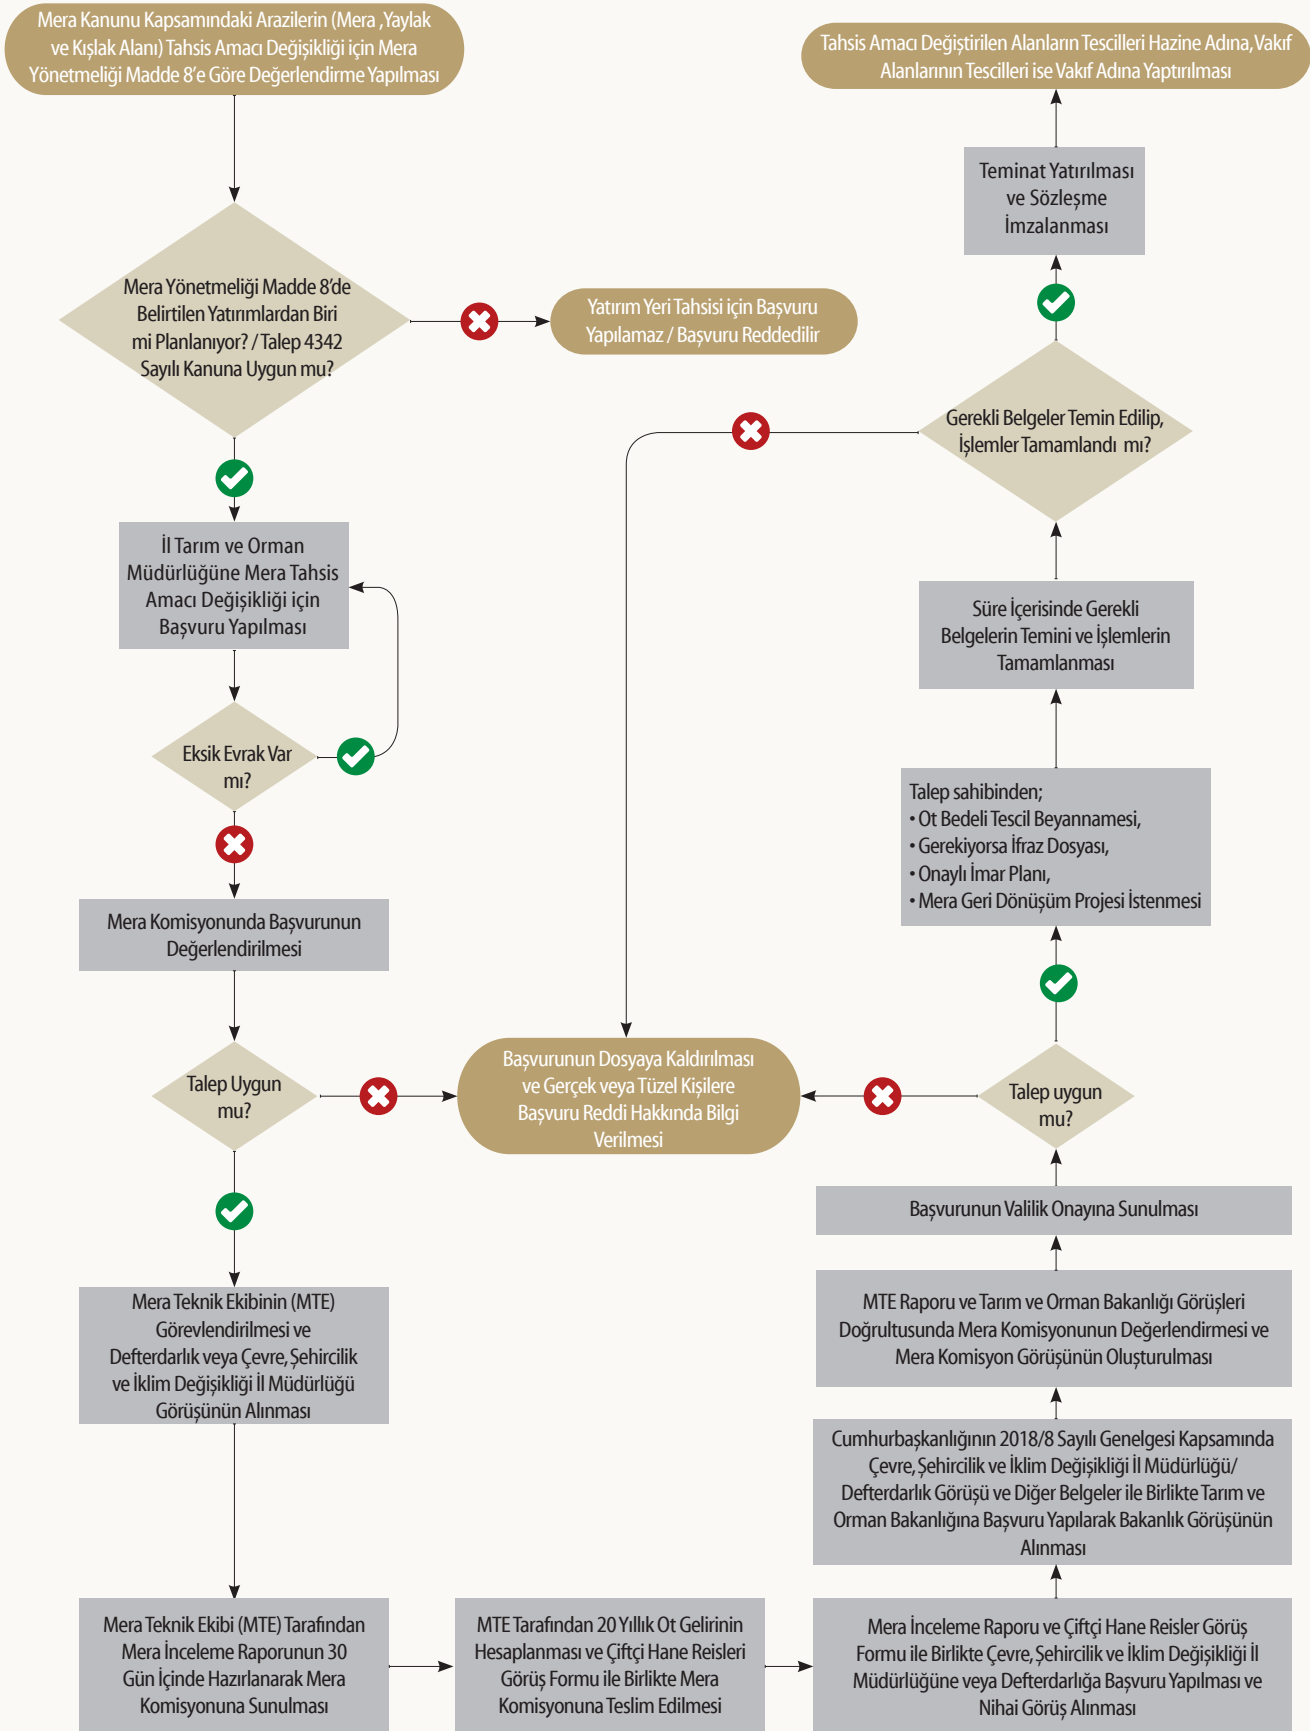 Mera Kanunu Kapsamındaki Arazilerin (Mera ,Yaylak
ve Kışlak Alanı) Tahsis Amacı Değişikliği için Mera
Yönetmeliği Madde 8’e Göre Değerlendirme Yapılması
Mera Yönetmeliği Madde 8’de
Belirtilen Yatırımlardan Biri
mi Planlanıyor? / Talep 4342
Sayılı Kanuna Uygun mu?
Yatırım Yeri Tahsisi için Başvuru
Yapılamaz / Başvuru Reddedilir
İl Tarım ve Orman
Müdürlüğüne Mera Tahsis
Amacı Değişikliği için
Başvuru Yapılması
Eksik Evrak Var
mı?
Mera Komisyonunda Başvurunun
Değerlendirilmesi
Talep Uygun
mu?
Başvurunun Dosyaya Kaldırılması
ve Gerçek veya Tüzel Kişilere
Başvuru Reddi Hakkında Bilgi
Verilmesi
Mera Teknik Ekibinin (MTE)
Görevlendirilmesi ve
Defterdarlık veya Çevre, Şehircilik
ve İklim Değişikliği İl Müdürlüğü
Görüşünün Alınması
Mera Teknik Ekibi (MTE) Tarafından
Mera İnceleme Raporunun 30
Gün İçinde Hazırlanarak Mera
Komisyonuna Sunulması
MTE Tarafından 20 Yıllık Ot Gelirinin
Hesaplanması ve Çiftçi Hane Reisleri
Görüş Formu ile Birlikte Mera
Komisyonuna Teslim Edilmesi
Mera İnceleme Raporu ve Çiftçi Hane Reisler Görüş
Formu ile Birlikte Çevre, Şehircilik ve İklim Değişikliği İl
Müdürlüğüne veya Defterdarlığa Başvuru Yapılması ve
Nihai Görüş Alınması
Cumhurbaşkanlığının 2018/8 Sayılı Genelgesi Kapsamında
Çevre, Şehircilik ve İklim Değişikliği İl Müdürlüğü/
Defterdarlık Görüşü ve Diğer Belgeler ile Birlikte Tarım ve
Orman Bakanlığına Başvuru Yapılarak Bakanlık Görüşünün
Alınması
MTE Raporu ve Tarım ve Orman Bakanlığı Görüşleri
Doğrultusunda Mera Komisyonunun Değerlendirmesi ve
Mera Komisyon Görüşünün Oluşturulması
Başvurunun Valilik Onayına Sunulması
Talep uygun
mu?
Talep sahibinden;
• Ot Bedeli Tescil Beyannamesi,
• Gerekiyorsa İfraz Dosyası,
• Onaylı İmar Planı,
• Mera Geri Dönüşüm Projesi İstenmesi
Süre İçerisinde Gerekli
Belgelerin Temini ve İşlemlerin
Tamamlanması
Gerekli Belgeler Temin Edilip,
İşlemler Tamamlandı mı?
Teminat Yatırılması
ve Sözleşme
İmzalanması
Tahsis Amacı Değiştirilen Alanların Tescilleri Hazine Adına, Vakıf
Alanlarının Tescilleri ise Vakıf Adına Yaptırılması